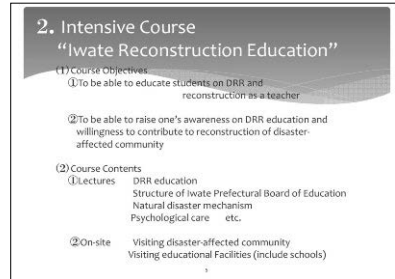 2. Intensive Course
“Iwate Reconstruction Education”
(1) Course Objectives
①To be able to educate students on DRR and
reconstruction as a teacher
②To be able to raise one's awareness on DRR education and
willingness to contribute to reconstruction of disaster-
affected community
(2) Course Contents
①Lectures DRR education
Structure of Iwate Prefectural Board of Education
Natural disaster mechanism
Psychological care etc.
②On-site Visiting disaster-affected community
Visiting educational Facilities (include schools)